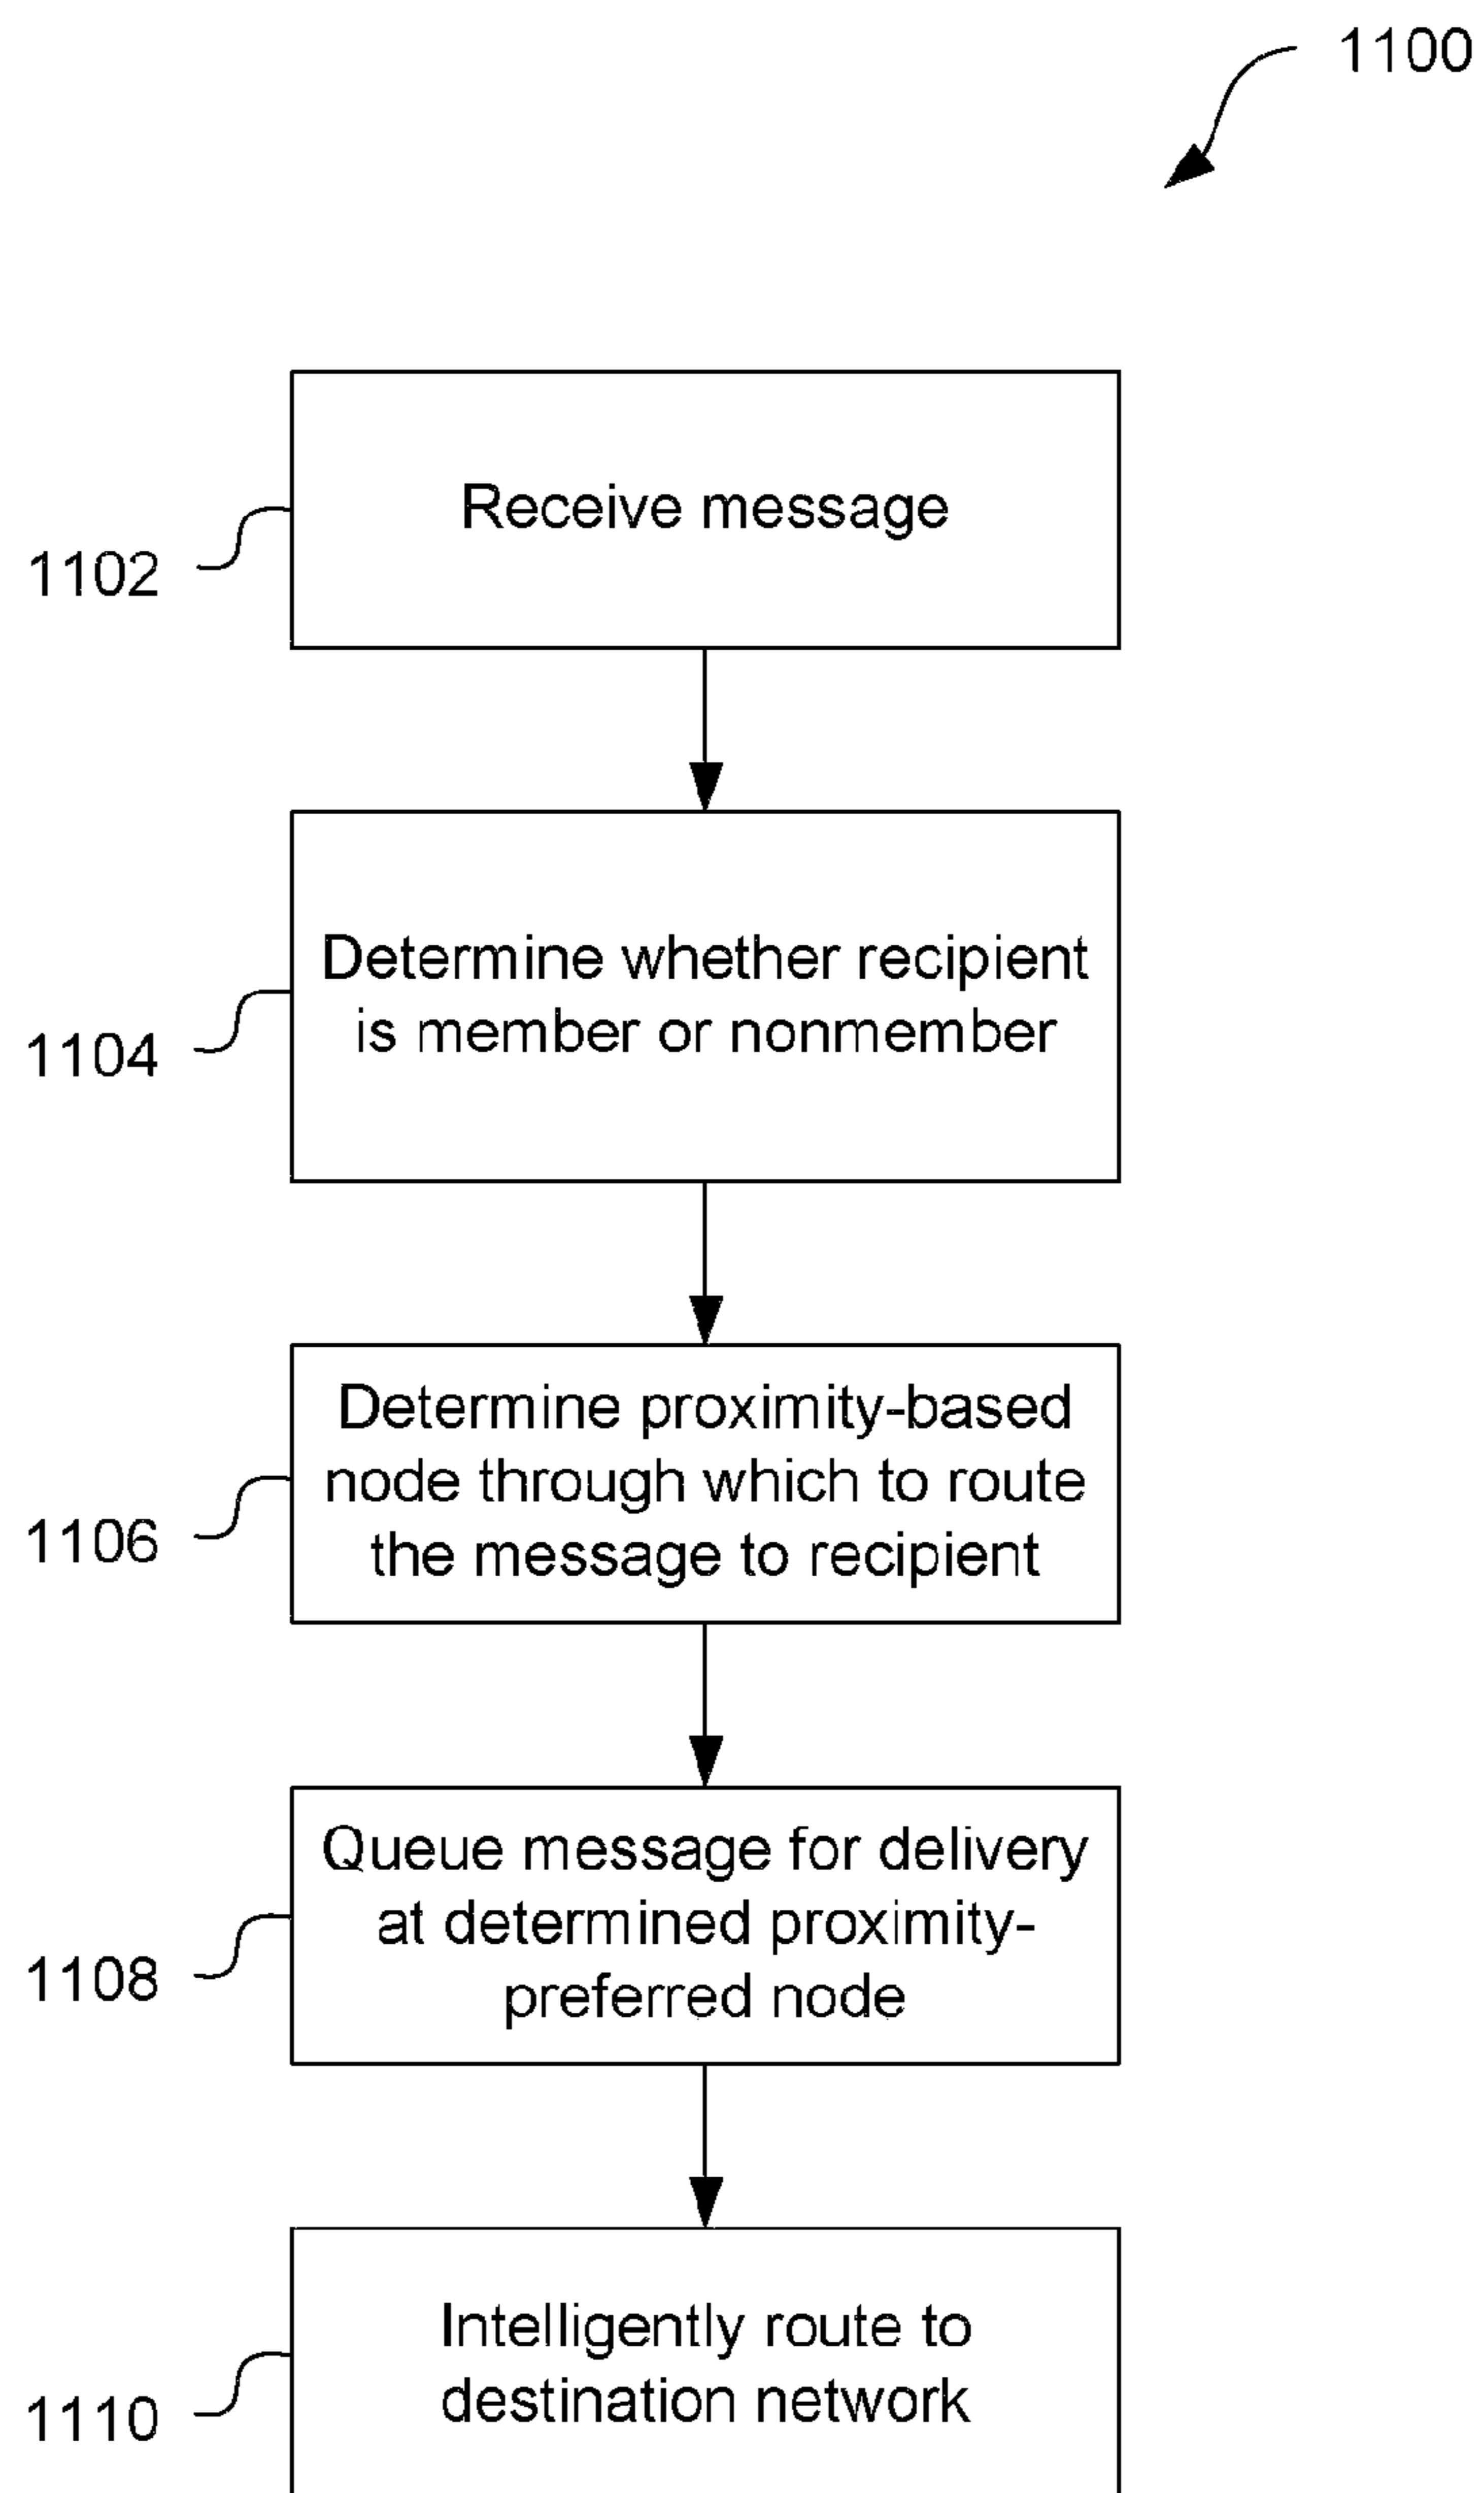 1100
Receive message
1102
Determine whether recipient
is member or nonmember
1104
Determine proximity-based
node through which to route
the message to recipient
1106
Queue message for delivery
at determined proximity-
preferred node
1108
Intelligently route to
destination network
1110